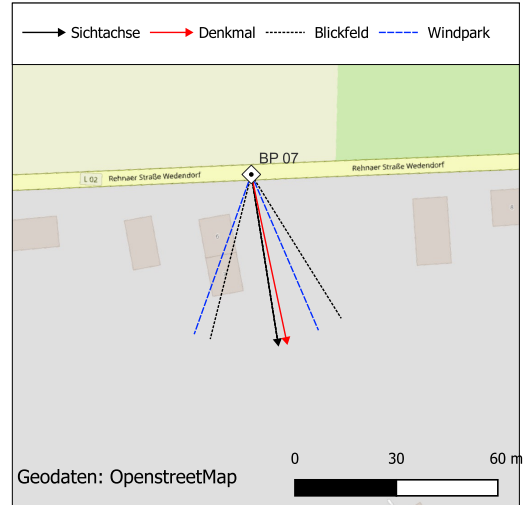 Sichtachse Denkmal Blickfeld Windpark
BP 07
Rehnaer Straße Wedendorf
L 02 Rehnaer Straße Wedendorf
0 30 60 m
Geodaten: OpenstreetMap